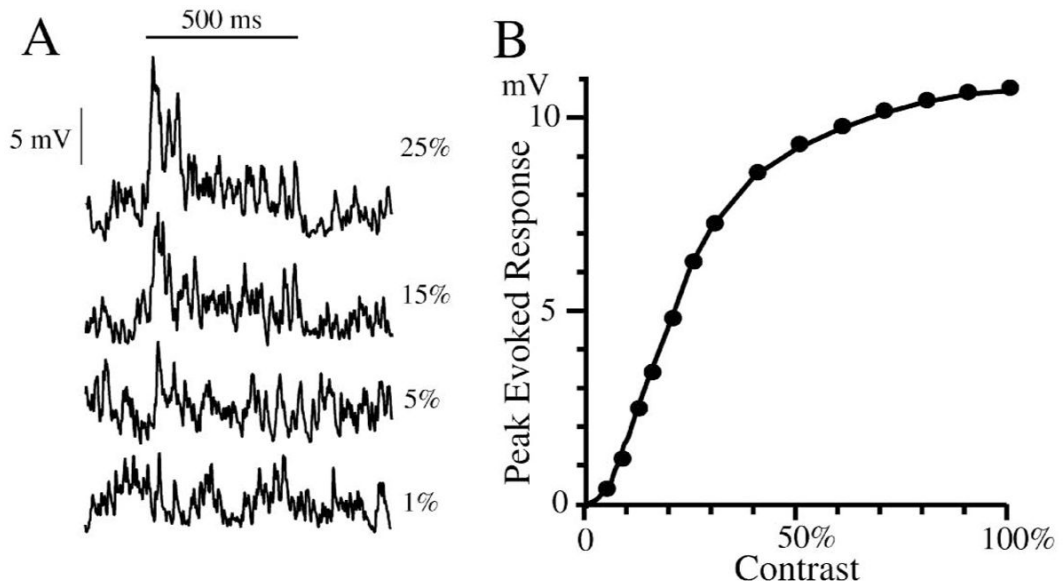 A
500 ms
5 mV
25%
15%
5%
1%
B
mV
10
5
0
Peak Evoked Response
0
50%
100%
Contrast